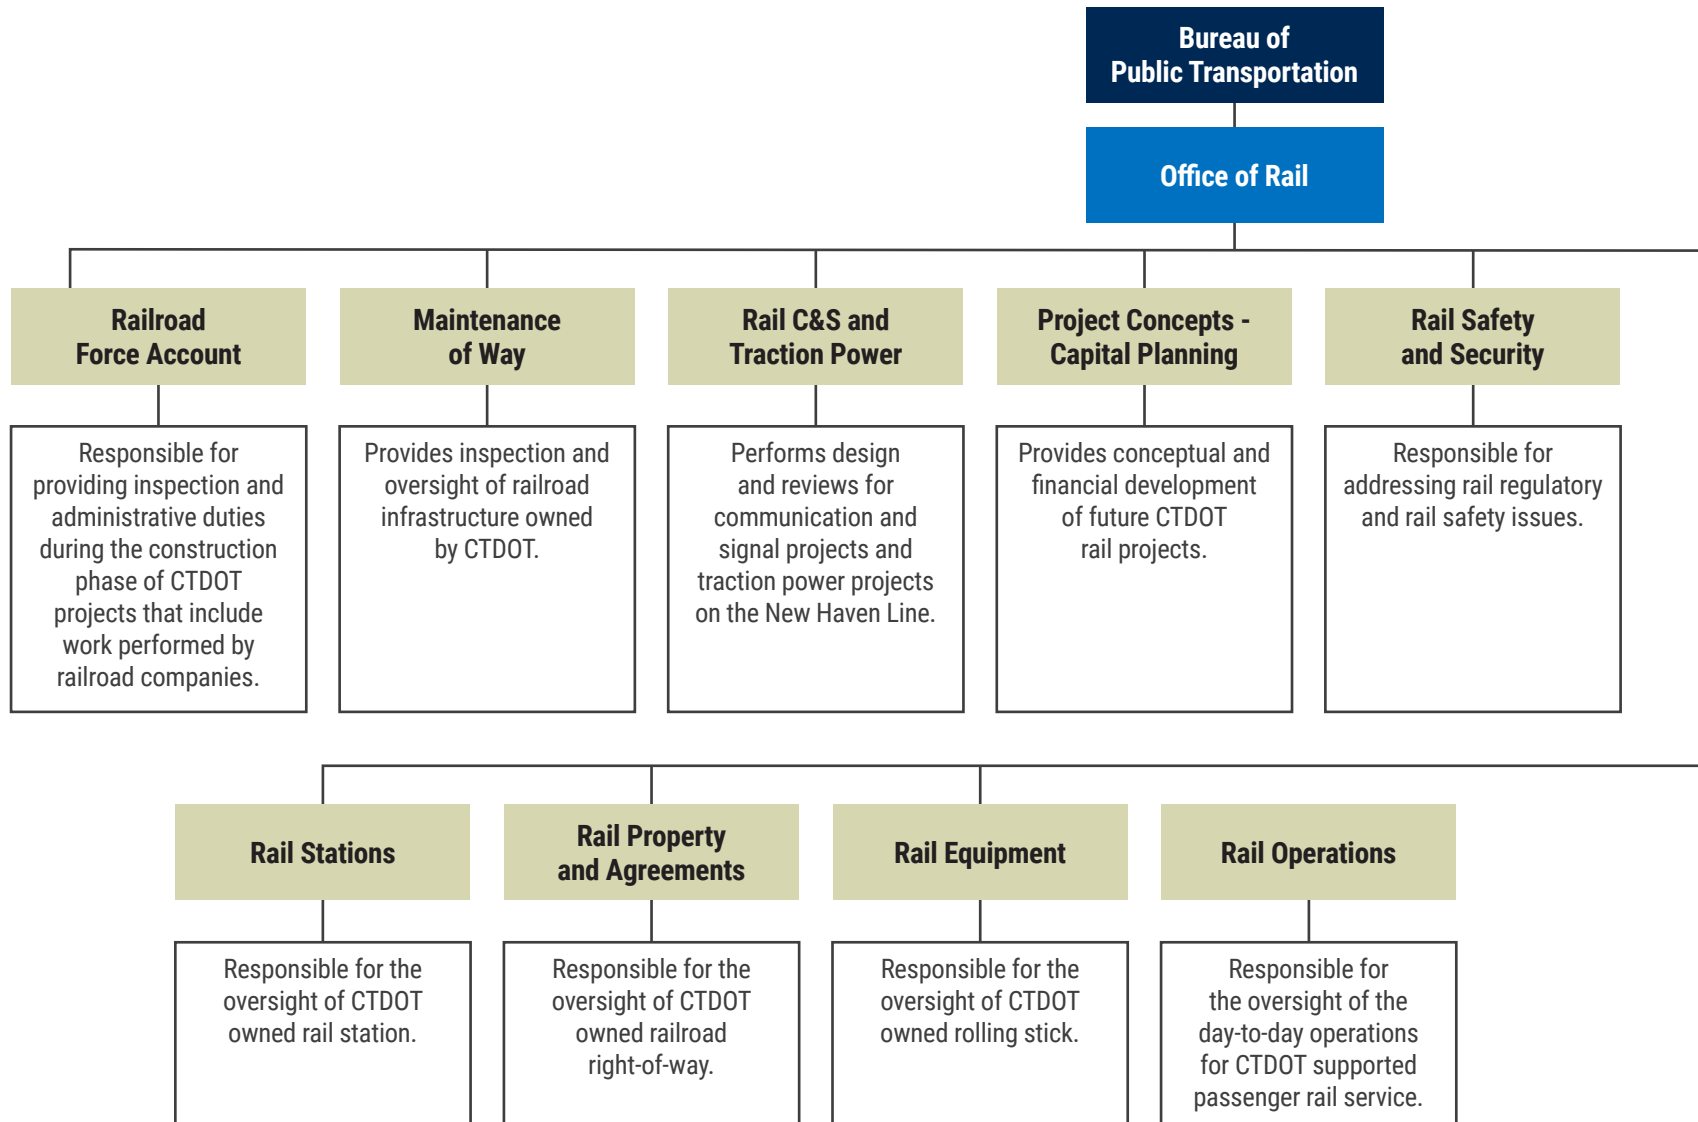 Bureau of
Public Transportation
Office of Rail
Railroad
Force Account
Maintenance
of Way
Rail C&S and
Traction Power
Project Concepts -
Capital Planning
Rail Safety
and Security
Responsible for
providing inspection and
administrative duties
during the construction
phase of CTDOT
projects that include
work performed by
railroad companies.
Provides inspection and
oversight of railroad
infrastructure owned
by CTDOT.
Performs design
and reviews for
communication and
signal projects and
traction power projects
on the New Haven Line.
Provides conceptual and
financial development
of future CTDOT
rail projects.
Responsible for
addressing rail regulatory
and rail safety issues.
Rail Stations
Rail Property
and Agreements
Rail Equipment
Rail Operations
Responsible for the
oversight of CTDOT
owned rail station.
Responsible for the
oversight of CTDOT
owned railroad
right-of-way.
Responsible for the
oversight of CTDOT
owned rolling stick.
Responsible for
the oversight of the
day-to-day operations
for CTDOT supported
passenger rail service.